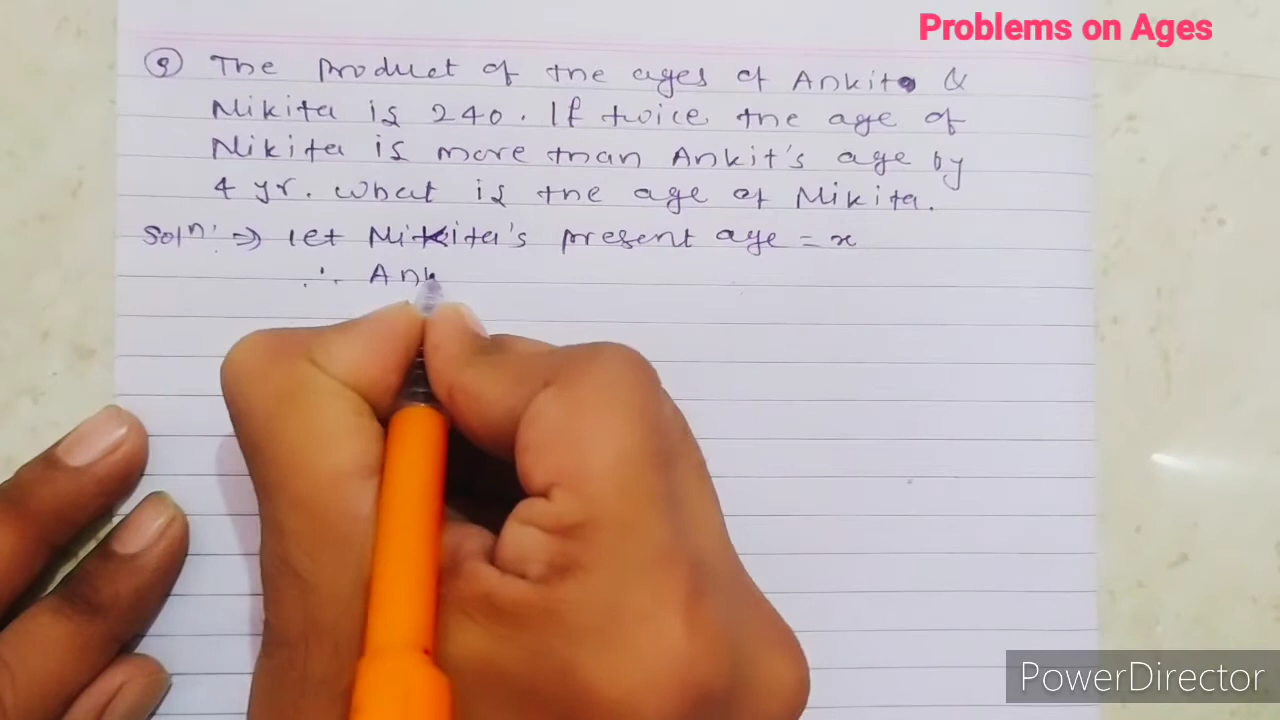 Problems on Ages
9 The product of the ages of Ankit &
Nikita is 240. If twice the age of
Nikita is more than Ankit's age by
4 yr. what is the age of Nikita.
Soln: ⇒ let Nikita's present age = x
∴ Ank
PowerDirector